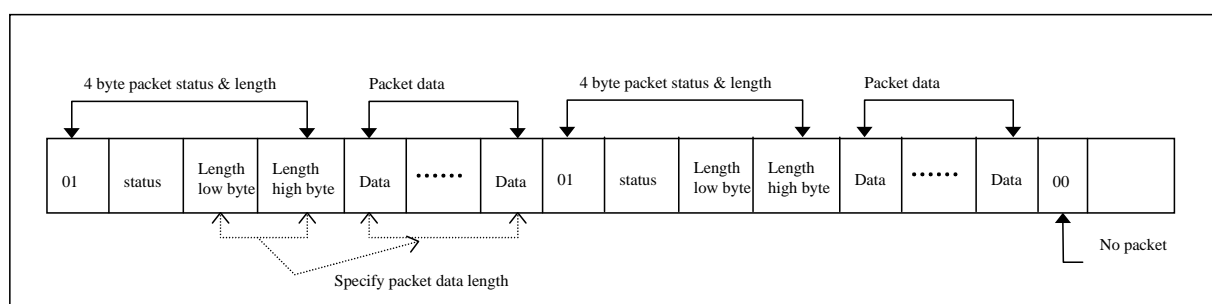 4 byte packet status & length Packet data 4 byte packet status & length Packet data
01 status Length low byte Length high byte Data ······ Data 01 status Length low byte Length high byte Data ······ Data 00
No packet
Specify packet data length